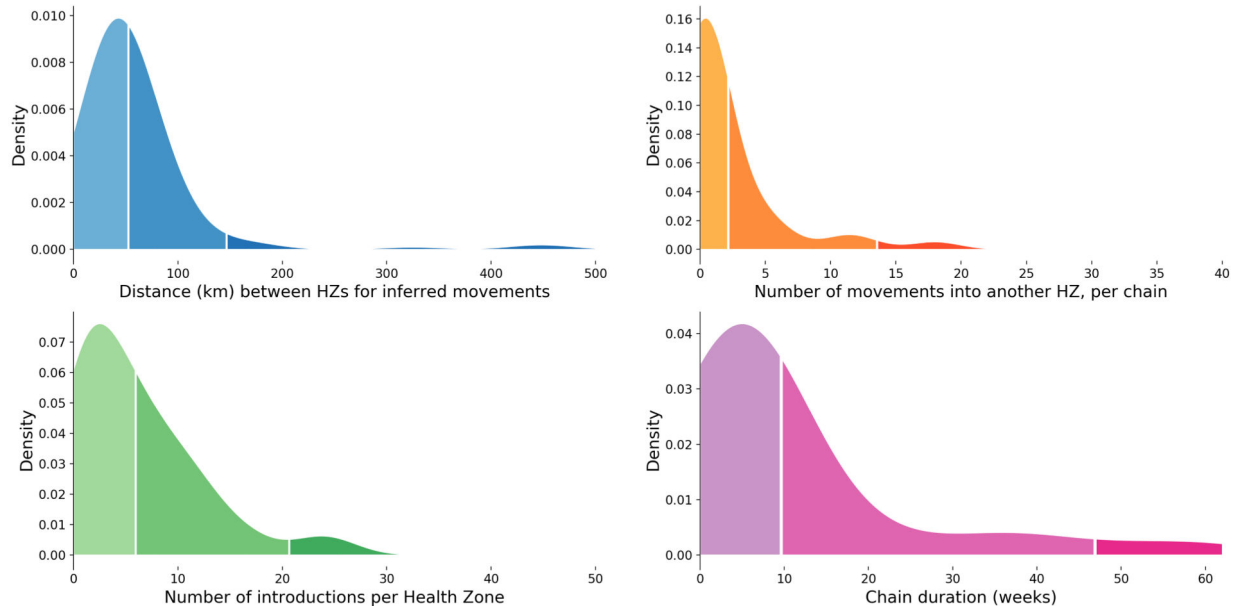 0.010
0.008
0.006
0.004
0.002
0.000
Density
0 100 200 300 400 500
Distance (km) between HZs for inferred movements
0.16
0.14
0.12
0.10
0.08
0.06
0.04
0.02
0.00
Density
0 5 10 15 20 25 30 35 40
Number of movements into another HZ, per chain
0.07
0.06
0.05
0.04
0.03
0.02
0.01
0.00
Density
0 10 20 30 40 50
Number of introductions per Health Zone
0.04
0.03
0.02
0.01
0.00
Density
0 10 20 30 40 50 60
Chain duration (weeks)